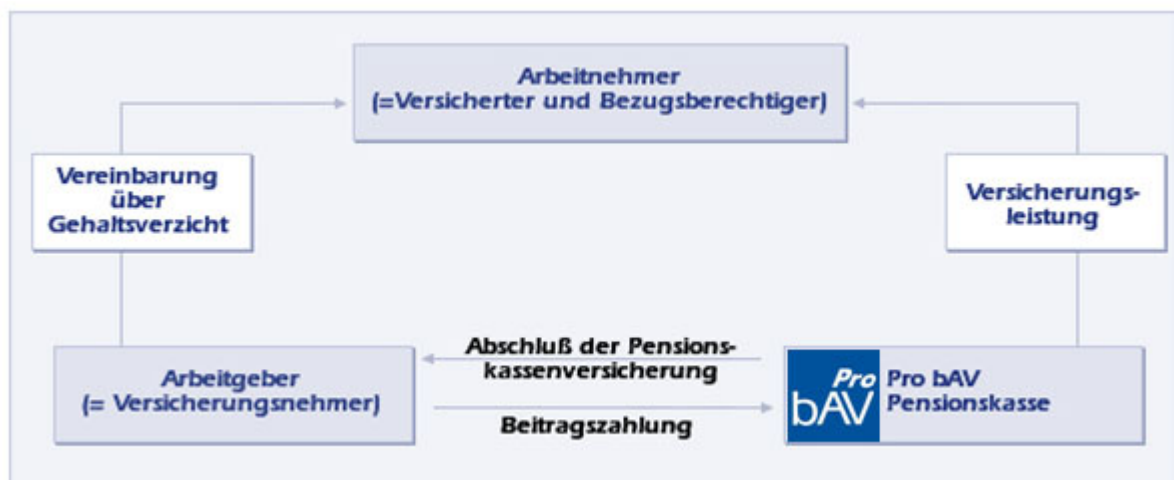 Arbeitnehmer
(=Versicherter und Bezugsberechtiger)
Vereinbarung
über
Gehaltsverzicht
Versicherungs-
leistung
Abschluß der Pensions-
kassenversicherung
Arbeitgeber
(= Versicherungsnehmer)
Beitragszahlung
Pro
bAV
Pro bAV
Pensionskasse